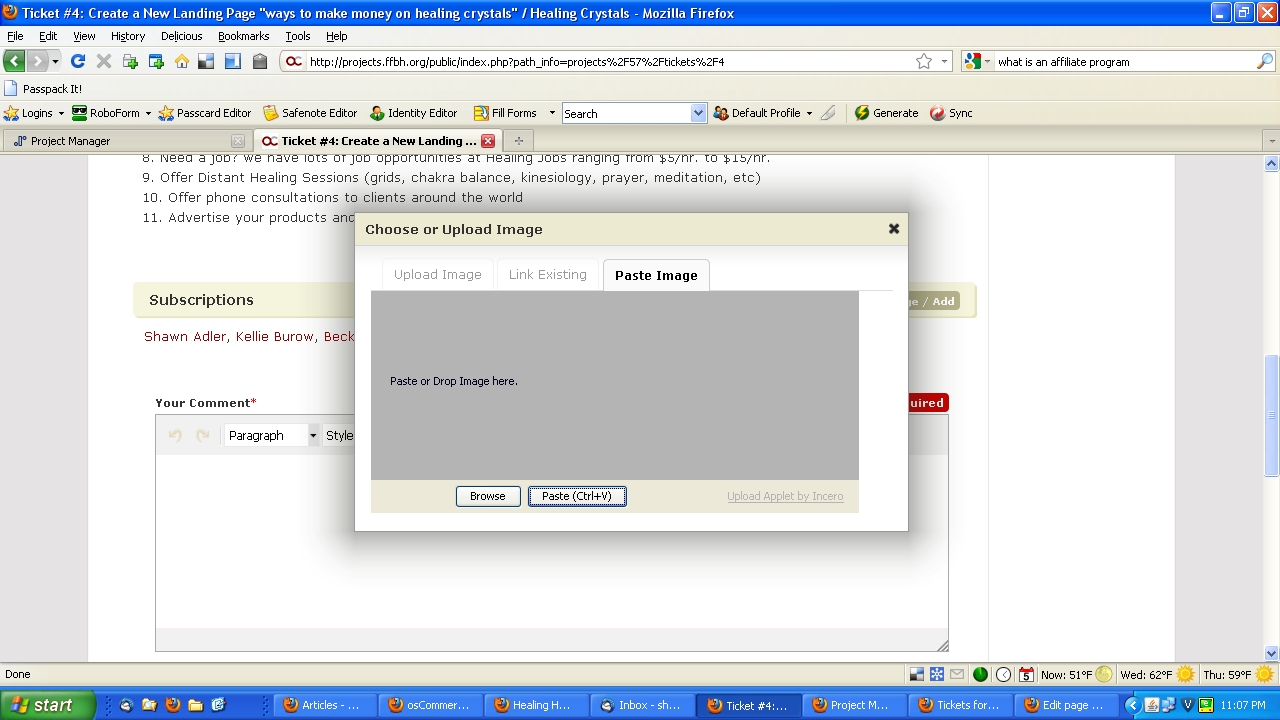 Ticket #4: Create a New Landing Page "ways to make money on healing crystals" / Healing Crystals - Mozilla Firefox
File Edit View History Delicious Bookmarks Tools Help
http://projects.ffbh.org/public/index.php?path_info=projects%2F57%2Ftickets%2F4
what is an affiliate program
Passpack It!
Logins RoboForm Passcard Editor Safenote Editor Identity Editor Fill Forms Search Default Profile Generate Sync
Project Manager Ticket #4: Create a New Landing ...
8. Need a job? we have lots of job opportunities at Healing Jobs ranging from $5/hr. to $15/hr.
9. Offer Distant Healing Sessions (grids, chakra balance, kinesiology, prayer, meditation, etc)
10. Offer phone consultations to clients around the world
11. Advertise your products and
Choose or Upload Image
Upload Image Link Existing Paste Image
Subscriptions
/ Add
Shawn Adler, Kellie Burow, Beck
Paste or Drop Image here.
Your Comment*
uired
Paragraph Style
Browse Paste (Ctrl+V) Upload Applet by Incero
Done
5 Now: 51°F Wed: 62°F Thu: 59°F
start Articles - ... osCommer... Healing H... Inbox - sh... Ticket #4:... Project M... Tickets for... Edit page ... V 11:07 PM